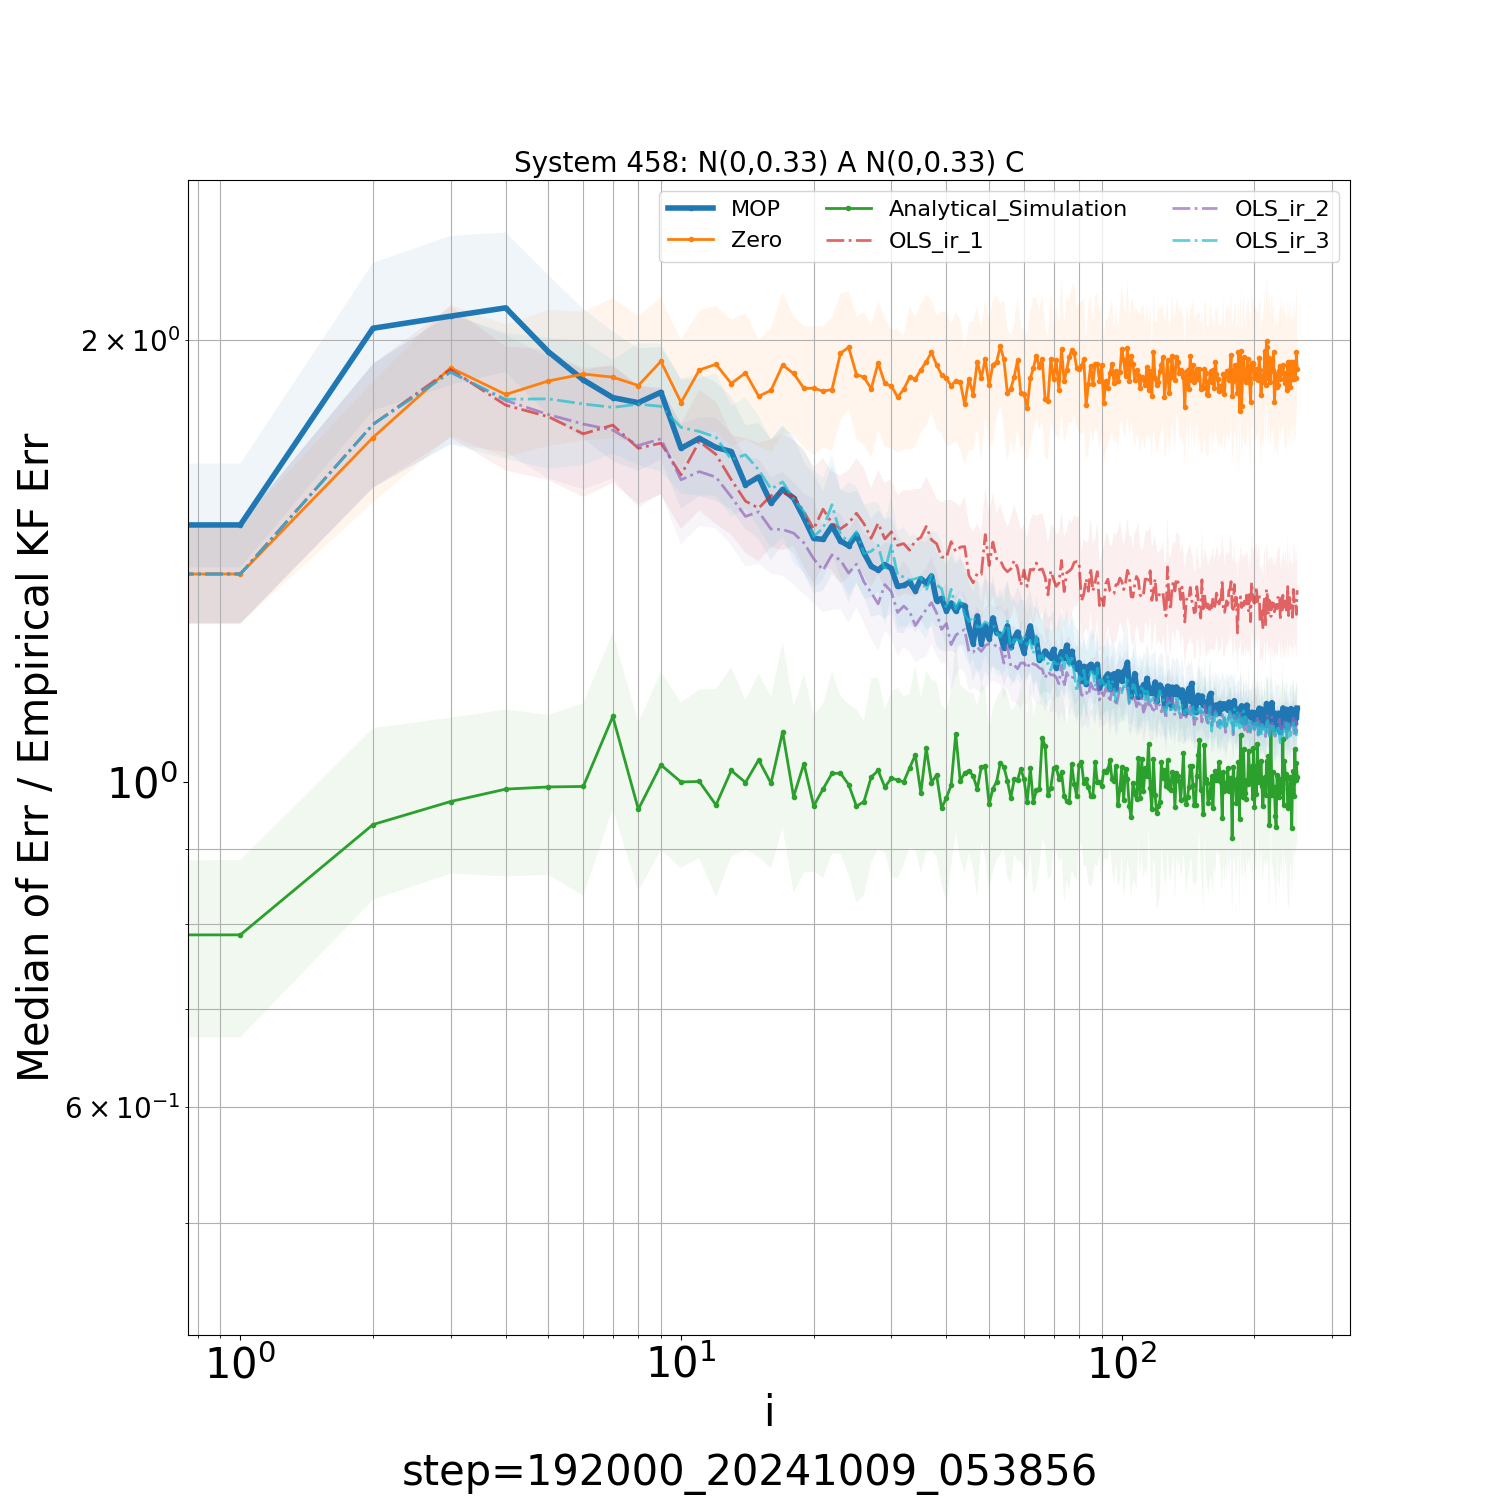 System 458: N(0,0.33) A N(0,0.33) C
MOP
Zero
Analytical_Simulation
OLS_ir_1
OLS_ir_2
OLS_ir_3
Median of Err / Empirical KF Err
2 × 10⁰
10⁰
6 × 10⁻¹
10⁰
10¹
10²
i
step=192000_20241009_053856